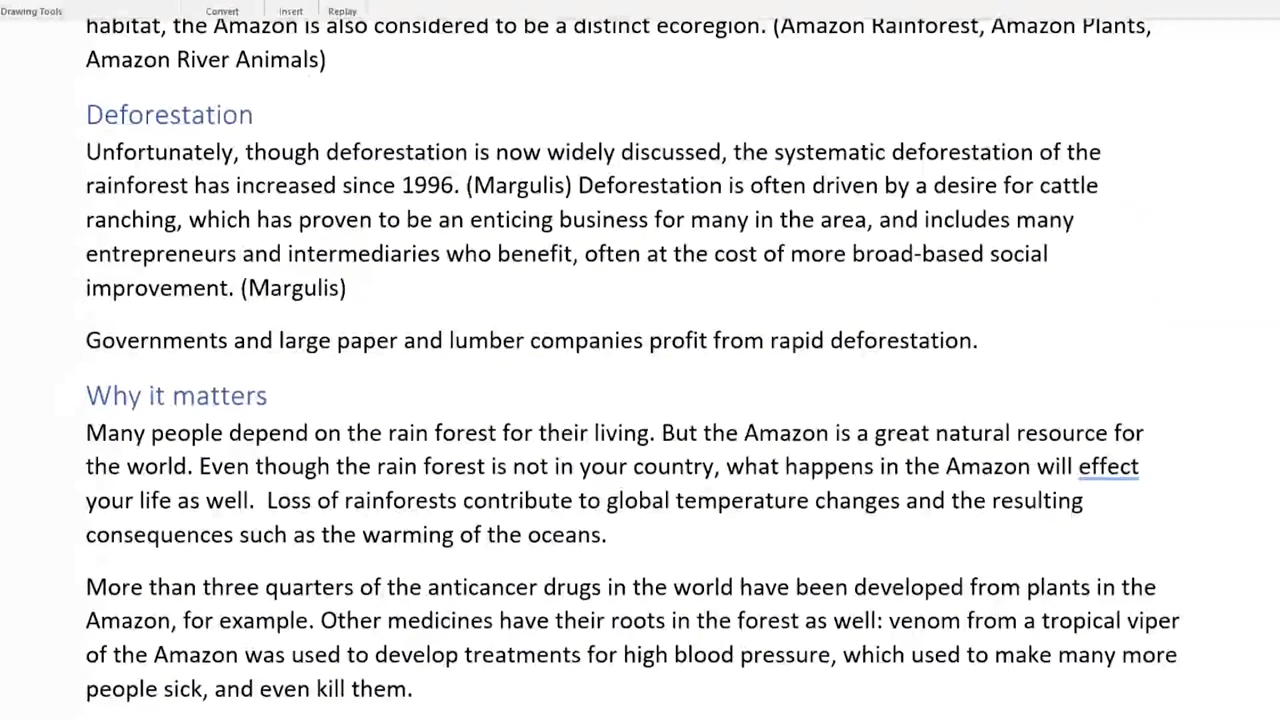 Drawing Tools Convert Insert Replay
habitat, the Amazon is also considered to be a distinct ecoregion. (Amazon Rainforest, Amazon Plants,
Amazon River Animals)
Deforestation
Unfortunately, though deforestation is now widely discussed, the systematic deforestation of the
rainforest has increased since 1996. (Margulis) Deforestation is often driven by a desire for cattle
ranching, which has proven to be an enticing business for many in the area, and includes many
entrepreneurs and intermediaries who benefit, often at the cost of more broad-based social
improvement. (Margulis)
Governments and large paper and lumber companies profit from rapid deforestation.
Why it matters
Many people depend on the rain forest for their living. But the Amazon is a great natural resource for
the world. Even though the rain forest is not in your country, what happens in the Amazon will effect
your life as well.  Loss of rainforests contribute to global temperature changes and the resulting
consequences such as the warming of the oceans.
More than three quarters of the anticancer drugs in the world have been developed from plants in the
Amazon, for example. Other medicines have their roots in the forest as well: venom from a tropical viper
of the Amazon was used to develop treatments for high blood pressure, which used to make many more
people sick, and even kill them.